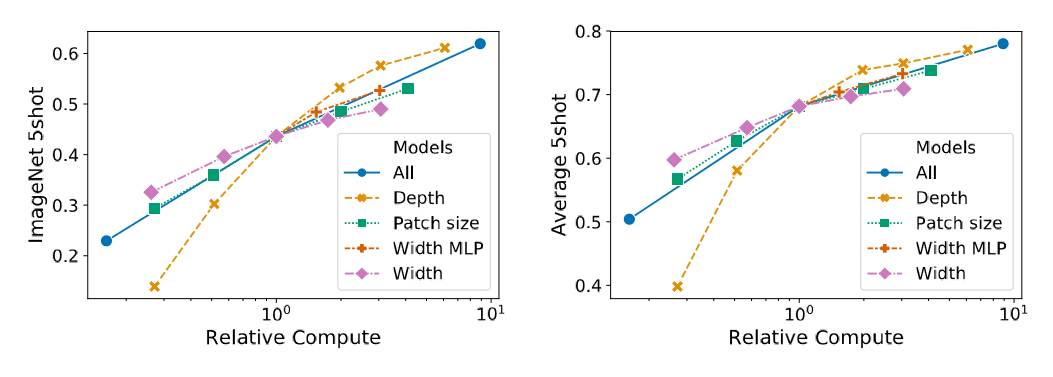 ImageNet 5shot
0.6
0.5
0.4
0.3
0.2
10⁰
10¹
Relative Compute
Models
All
Depth
Patch size
Width MLP
Width
Average 5shot
0.8
0.7
0.6
0.5
0.4
10⁰
10¹
Relative Compute
Models
All
Depth
Patch size
Width MLP
Width